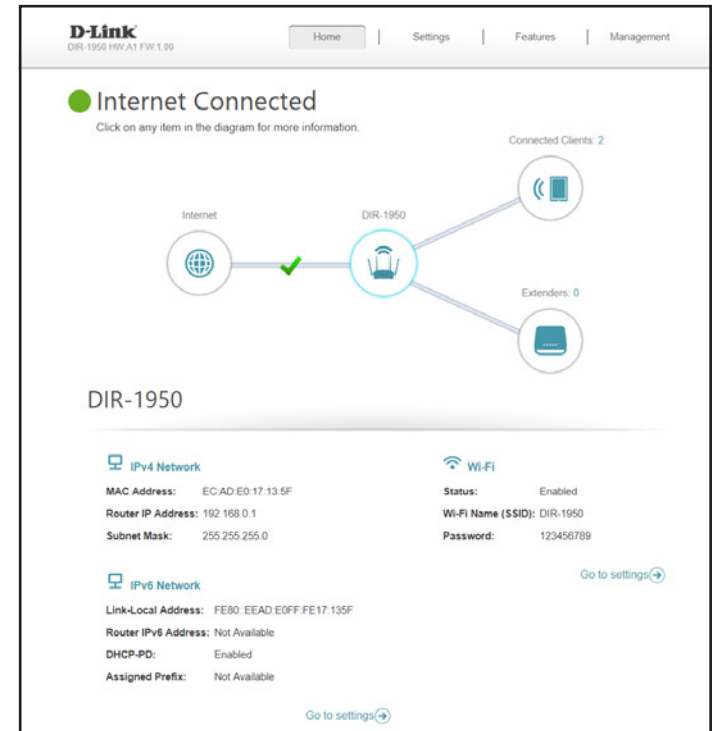 D-Link
DIR-1950 HW:A1 FW:1.00
Home | Settings | Features | Management
Internet Connected
Click on any item in the diagram for more information.
Connected Clients: 2
Internet
DIR-1950
Extenders: 0
DIR-1950
IPv4 Network
MAC Address: EC:AD:E0:17:13:5F
Router IP Address: 192.168.0.1
Subnet Mask: 255.255.255.0
Wi-Fi
Status: Enabled
Wi-Fi Name (SSID): DIR-1950
Password: 123456789
Go to settings
IPv6 Network
Link-Local Address: FE80::EEAD:E0FF:FE17:135F
Router IPv6 Address: Not Available
DHCP-PD: Enabled
Assigned Prefix: Not Available
Go to settings